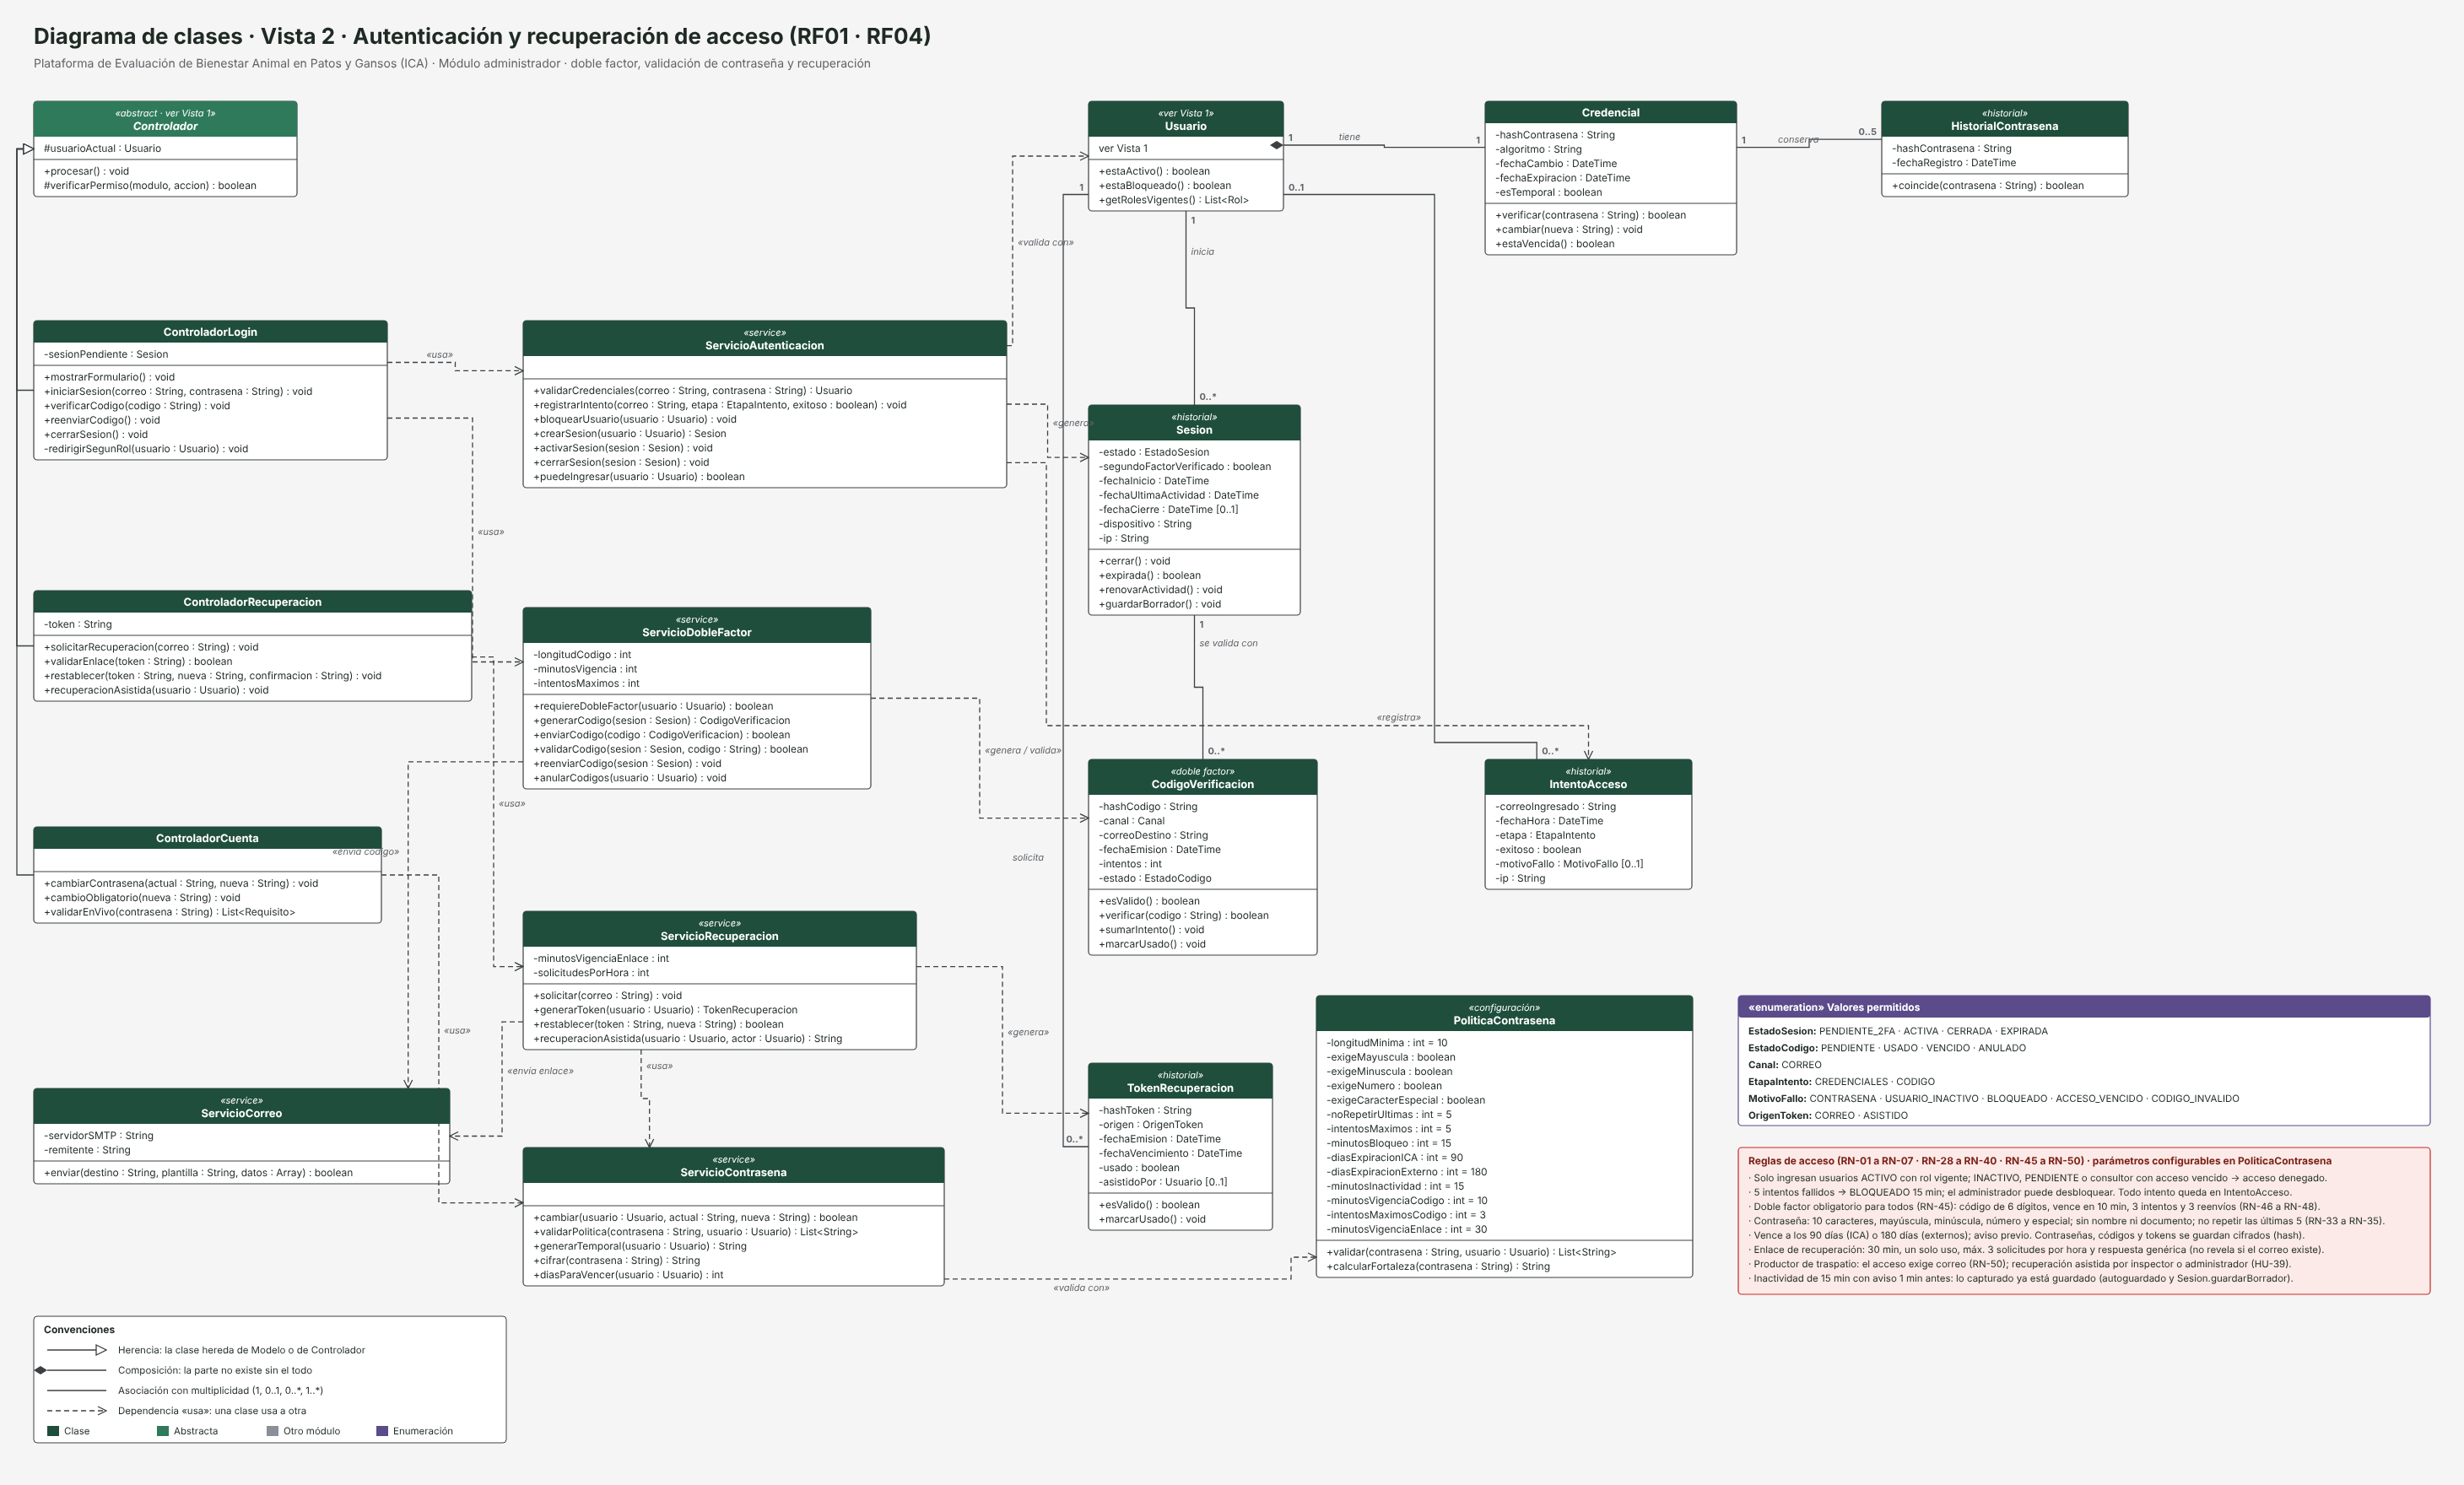 Diagrama de clases · Vista 2 · Autenticación y recuperación de acceso (RF01 · RF04)
Plataforma de Evaluación de Bienestar Animal en Patos y Gansos (ICA) · Módulo administrador · doble factor, validación de contraseña y recuperación
«abstract · ver Vista 1»
Controlador
#usuarioActual : Usuario
+procesar() : void
#verificarPermiso(modulo, accion) : boolean
«ver Vista 1»
Usuario
ver Vista 1
+estaActivo() : boolean
+estaBloqueado() : boolean
+getRolesVigentes() : List<Rol>
1
tiene
1
Credencial
-hashContrasena : String
-algoritmo : String
-fechaCambio : DateTime
-fechaExpiracion : DateTime
-esTemporal : boolean
+verificar(contrasena : String) : boolean
+cambiar(nueva : String) : void
+estaVencida() : boolean
1
conserva
0..5
«historial»
HistorialContrasena
-hashContrasena : String
-fechaRegistro : DateTime
+coincide(contrasena : String) : boolean
1
0..1
1
«valida con»
inicia
ControladorLogin
-sesionPendiente : Sesion
+mostrarFormulario() : void
+iniciarSesion(correo : String, contrasena : String) : void
+verificarCodigo(codigo : String) : void
+reenviarCodigo() : void
+cerrarSesion() : void
-redirigirSegunRol(usuario : Usuario) : void
«usa»
«service»
ServicioAutenticacion
+validarCredenciales(correo : String, contrasena : String) : Usuario
+registrarIntento(correo : String, etapa : EtapaIntento, exitoso : boolean) : void
+bloquearUsuario(usuario : Usuario) : void
+crearSesion(usuario : Usuario) : Sesion
+activarSesion(sesion : Sesion) : void
+cerrarSesion(sesion : Sesion) : void
+puedeIngresar(usuario : Usuario) : boolean
0..*
«genera»
«historial»
Sesion
-estado : EstadoSesion
-segundoFactorVerificado : boolean
-fechaInicio : DateTime
-fechaUltimaActividad : DateTime
-fechaCierre : DateTime [0..1]
-dispositivo : String
-ip : String
+cerrar() : void
+expirada() : boolean
+renovarActividad() : void
+guardarBorrador() : void
«usa»
1
se valida con
ControladorRecuperacion
-token : String
+solicitarRecuperacion(correo : String) : void
+validarEnlace(token : String) : boolean
+restablecer(token : String, nueva : String, confirmacion : String) : void
+recuperacionAsistida(usuario : Usuario) : void
«service»
ServicioDobleFactor
-longitudCodigo : int
-minutosVigencia : int
-intentosMaximos : int
+requiereDobleFactor(usuario : Usuario) : boolean
+generarCodigo(sesion : Sesion) : CodigoVerificacion
+enviarCodigo(codigo : CodigoVerificacion) : boolean
+validarCodigo(sesion : Sesion, codigo : String) : boolean
+reenviarCodigo(sesion : Sesion) : void
+anularCodigos(usuario : Usuario) : void
«registra»
«genera / valida»
0..*
0..*
«usa»
«doble factor»
CodigoVerificacion
-hashCodigo : String
-canal : Canal
-correoDestino : String
-fechaEmision : DateTime
-intentos : int
-estado : EstadoCodigo
+esValido() : boolean
+verificar(codigo : String) : boolean
+sumarIntento() : void
+marcarUsado() : void
«historial»
IntentoAcceso
-correoIngresado : String
-fechaHora : DateTime
-etapa : EtapaIntento
-exitoso : boolean
-motivoFallo : MotivoFallo [0..1]
-ip : String
solicita
ControladorCuenta
«envia codigo»
+cambiarContrasena(actual : String, nueva : String) : void
+cambioObligatorio(nueva : String) : void
+validarEnVivo(contrasena : String) : List<Requisito>
«service»
ServicioRecuperacion
-minutosVigenciaEnlace : int
-solicitudesPorHora : int
+solicitar(correo : String) : void
+generarToken(usuario : Usuario) : TokenRecuperacion
+restablecer(token : String, nueva : String) : boolean
+recuperacionAsistida(usuario : Usuario, actor : Usuario) : String
«usa»
«envia enlace»
«usa»
«genera»
«configuración»
PoliticaContrasena
-longitudMinima : int = 10
-exigeMayuscula : boolean
-exigeMinuscula : boolean
-exigeNumero : boolean
-exigeCaracterEspecial : boolean
-noRepetirUltimas : int = 5
-intentosMaximos : int = 5
-minutosBloqueo : int = 15
-diasExpiracionICA : int = 90
-diasExpiracionExterno : int = 180
-minutosInactividad : int = 15
-minutosVigenciaCodigo : int = 10
-intentosMaximosCodigo : int = 3
-minutosVigenciaEnlace : int = 30
+validar(contrasena : String, usuario : Usuario) : List<String>
+calcularFortaleza(contrasena : String) : String
«enumeration» Valores permitidos
EstadoSesion: PENDIENTE_2FA · ACTIVA · CERRADA · EXPIRADA
EstadoCodigo: PENDIENTE · USADO · VENCIDO · ANULADO
Canal: CORREO
EtapaIntento: CREDENCIALES · CODIGO
MotivoFallo: CONTRASENA · USUARIO_INACTIVO · BLOQUEADO · ACCESO_VENCIDO · CODIGO_INVALIDO
OrigenToken: CORREO · ASISTIDO
«service»
ServicioCorreo
-servidorSMTP : String
-remitente : String
+enviar(destino : String, plantilla : String, datos : Array) : boolean
0..*
«historial»
TokenRecuperacion
-hashToken : String
-origen : OrigenToken
-fechaEmision : DateTime
-fechaVencimiento : DateTime
-usado : boolean
-asistidoPor : Usuario [0..1]
+esValido() : boolean
+marcarUsado() : void
«service»
ServicioContrasena
+cambiar(usuario : Usuario, actual : String, nueva : String) : boolean
+validarPolitica(contrasena : String, usuario : Usuario) : List<String>
+generarTemporal(usuario : Usuario) : String
+cifrar(contrasena : String) : String
+diasParaVencer(usuario : Usuario) : int
«valida con»
Reglas de acceso (RN-01 a RN-07 · RN-28 a RN-40 · RN-45 a RN-50) · parámetros configurables en PoliticaContrasena
· Solo ingresan usuarios ACTIVO con rol vigente; INACTIVO, PENDIENTE o consultor con acceso vencido → acceso denegado.
· 5 intentos fallidos → BLOQUEADO 15 min; el administrador puede desbloquear. Todo intento queda en IntentoAcceso.
· Doble factor obligatorio para todos (RN-45): código de 6 dígitos, vence en 10 min, 3 intentos y 3 reenvíos (RN-46 a RN-48).
· Contraseña: 10 caracteres, mayúscula, minúscula, número y especial; sin nombre ni documento; no repetir las últimas 5 (RN-33 a RN-35).
· Vence a los 90 días (ICA) o 180 días (externos); aviso previo. Contraseñas, códigos y tokens se guardan cifrados (hash).
· Enlace de recuperación: 30 min, un solo uso, máx. 3 solicitudes por hora y respuesta genérica (no revela si el correo existe).
· Productor de traspatio: el acceso exige correo (RN-50); recuperación asistida por inspector o administrador (HU-39).
· Inactividad de 15 min con aviso 1 min antes: lo capturado ya está guardado (autoguardado y Sesion.guardarBorrador).
Convenciones
Herencia: la clase hereda de Modelo o de Controlador
Composición: la parte no existe sin el todo
Asociación con multiplicidad (1, 0..1, 0..*, 1..*)
Dependencia «usa»: una clase usa a otra
Clase
Abstracta
Otro módulo
Enumeración